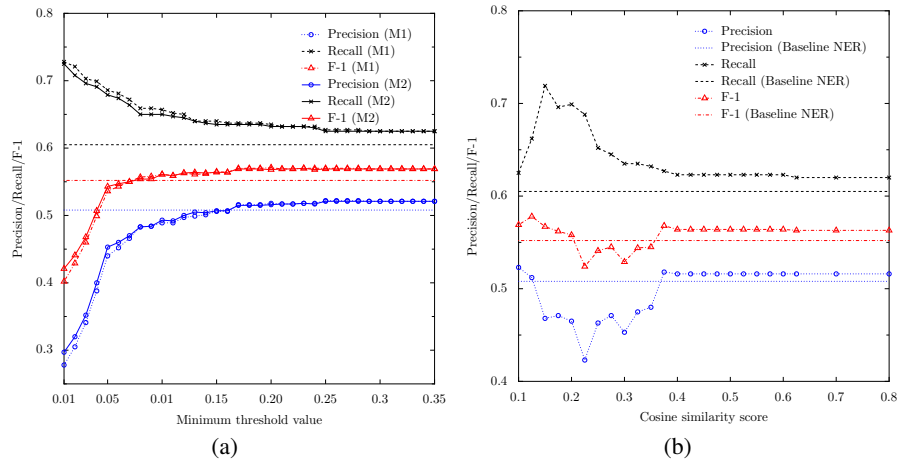 0.8
0.7
0.6
0.5
0.4
0.3
Precision/Recall/F-1
Precision (M1)
Recall (M1)
F-1 (M1)
Precision (M2)
Recall (M2)
F-1 (M2)
0.01 0.05 0.01 0.15 0.20 0.25 0.30 0.35
Minimum threshold value
(a)
0.8
0.7
0.6
0.5
0.4
Precision/Recall/F-1
Precision
Precision (Baseline NER)
Recall
Recall (Baseline NER)
F-1
F-1 (Baseline NER)
0.1 0.2 0.3 0.4 0.5 0.6 0.7 0.8
Cosine similarity score
(b)